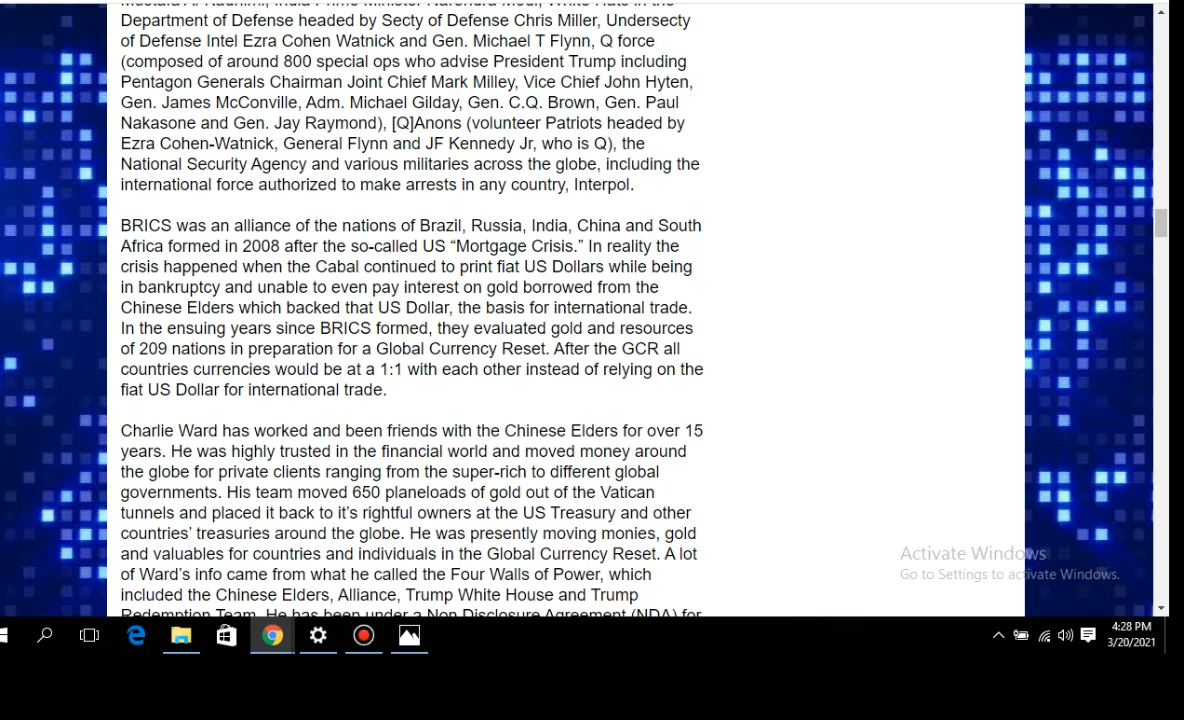 Department of Defense headed by Secty of Defense Chris Miller, Undersecty
of Defense Intel Ezra Cohen Watnick and Gen. Michael T Flynn, Q force
(composed of around 800 special ops who advise President Trump including
Pentagon Generals Chairman Joint Chief Mark Milley, Vice Chief John Hyten,
Gen. James McConville, Adm. Michael Gilday, Gen. C.Q. Brown, Gen. Paul
Nakasone and Gen. Jay Raymond), [Q]Anons (volunteer Patriots headed by
Ezra Cohen-Watnick, General Flynn and JF Kennedy Jr, who is Q), the
National Security Agency and various militaries across the globe, including the
international force authorized to make arrests in any country, Interpol.
BRICS was an alliance of the nations of Brazil, Russia, India, China and South
Africa formed in 2008 after the so-called US “Mortgage Crisis.” In reality the
crisis happened when the Cabal continued to print fiat US Dollars while being
in bankruptcy and unable to even pay interest on gold borrowed from the
Chinese Elders which backed that US Dollar, the basis for international trade.
In the ensuing years since BRICS formed, they evaluated gold and resources
of 209 nations in preparation for a Global Currency Reset. After the GCR all
countries currencies would be at a 1:1 with each other instead of relying on the
fiat US Dollar for international trade.
Charlie Ward has worked and been friends with the Chinese Elders for over 15
years. He was highly trusted in the financial world and moved money around
the globe for private clients ranging from the super-rich to different global
governments. His team moved 650 planeloads of gold out of the Vatican
tunnels and placed it back to it’s rightful owners at the US Treasury and other
countries’ treasuries around the globe. He was presently moving monies, gold
and valuables for countries and individuals in the Global Currency Reset. A lot
of Ward’s info came from what he called the Four Walls of Power, which
included the Chinese Elders, Alliance, Trump White House and Trump
Redemption Team. He has been under a Non Disclosure Agreement (NDA) for
Activate Windows
Go to Settings to activate Windows.
4:28 PM
3/20/2021